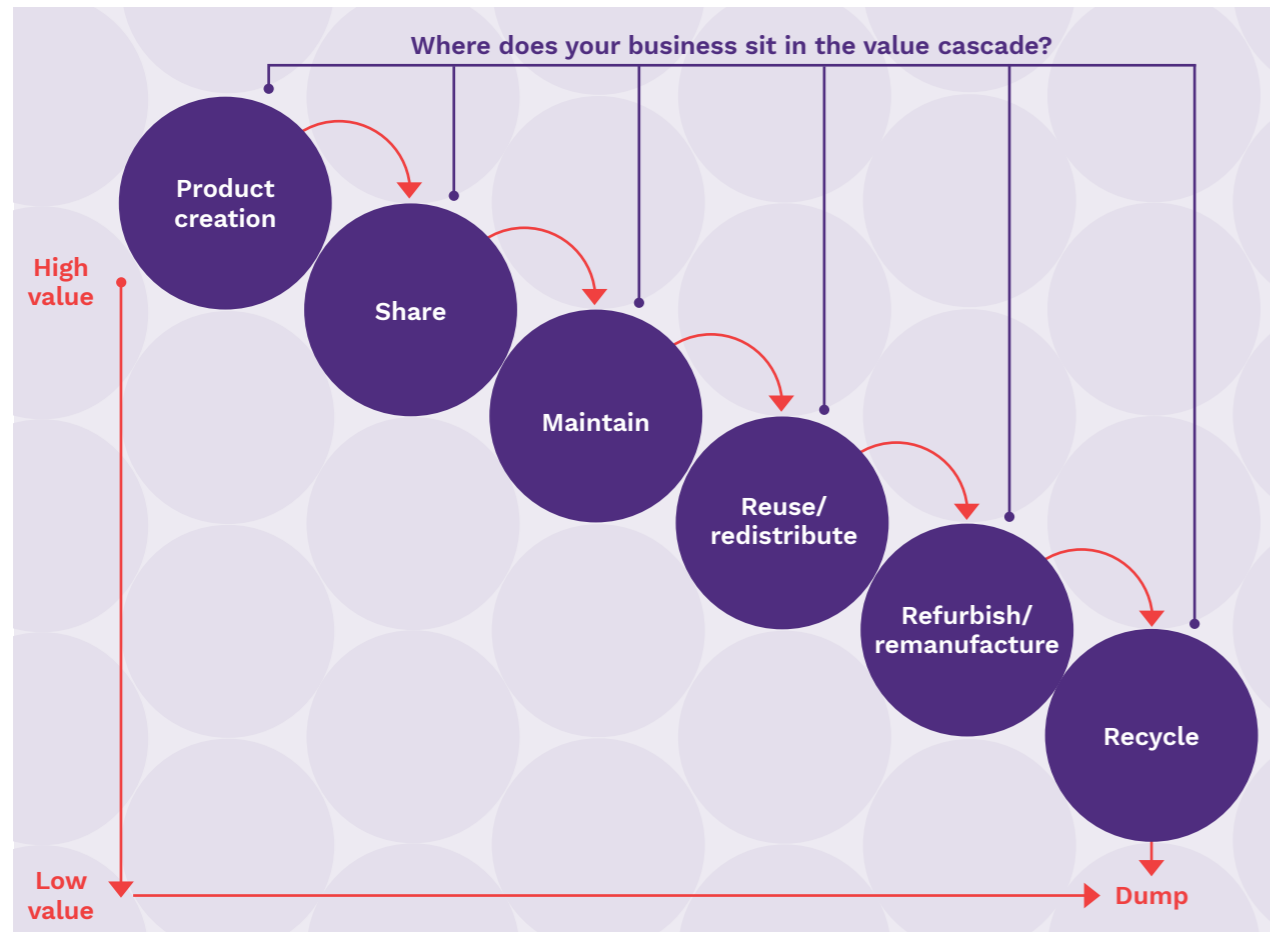 Where does your business sit in the value cascade?
Product
creation
High
value
Share
Maintain
Reuse/
redistribute
Refurbish/
remanufacture
Recycle
Low
value
Dump